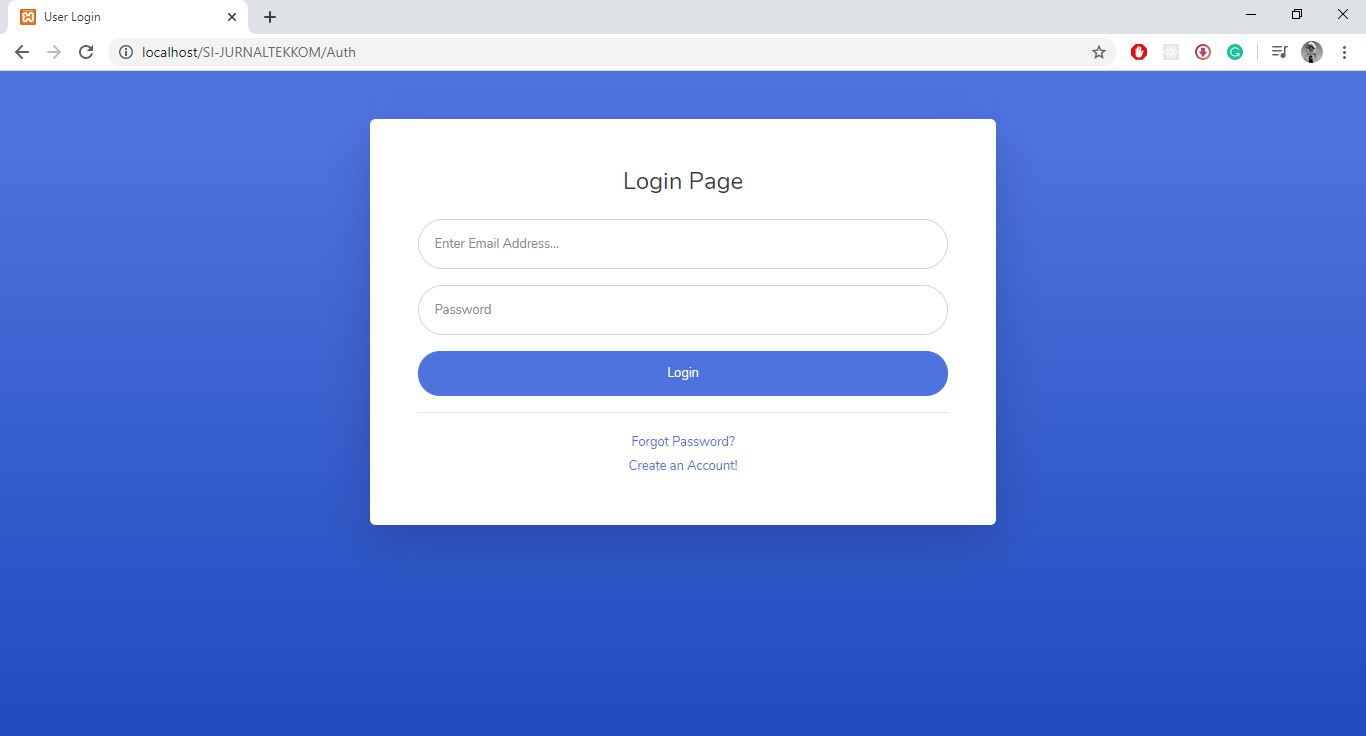 User Login
localhost/SI-JURNALTEKKOM/Auth
Login Page
Enter Email Address...
Password
Login
Forgot Password?
Create an Account!